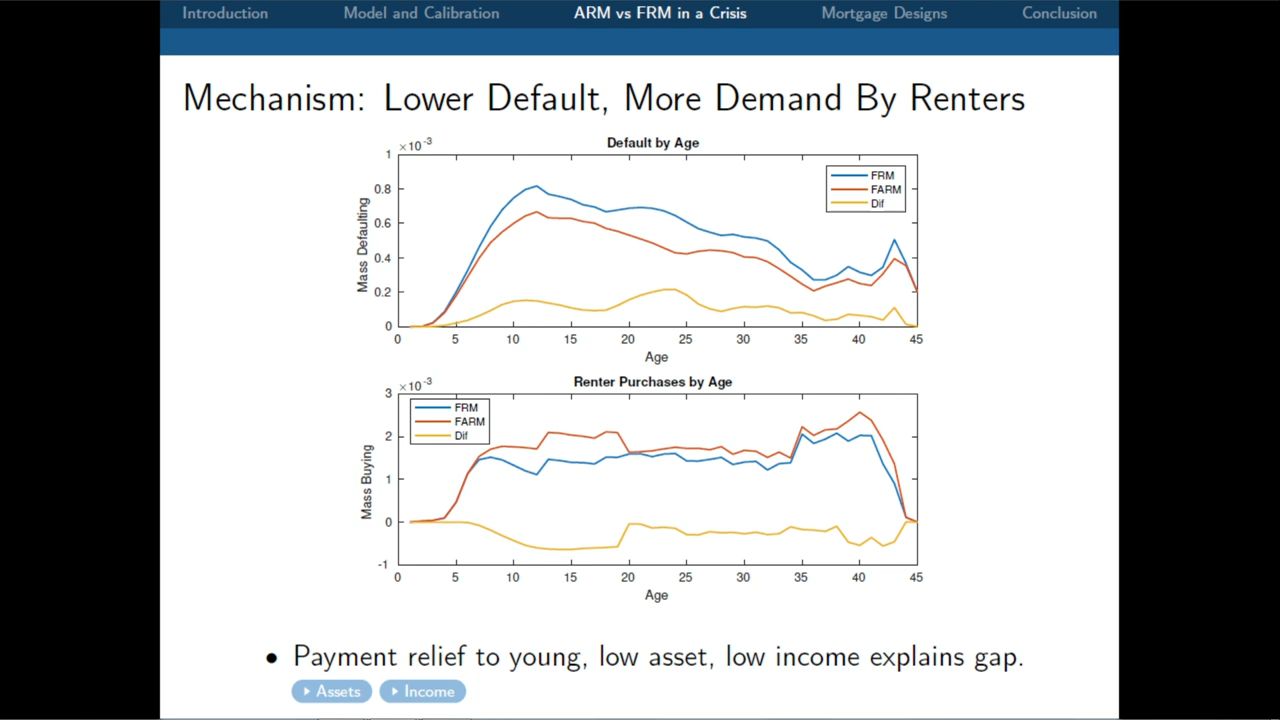 Introduction Model and Calibration ARM vs FRM in a Crisis Mortgage Designs Conclusion
Mechanism: Lower Default, More Demand By Renters
Default by Age
×10 -3
1
0.8
0.6
0.4
0.2
0
Mass Defaulting
FRM
FARM
Dif
0 5 10 15 20 25 30 35 40 45
Age
Renter Purchases by Age
×10 -3
3
2
1
0
-1
Mass Buying
FRM
FARM
Dif
0 5 10 15 20 25 30 35 40 45
Age
• Payment relief to young, low asset, low income explains gap.
Assets Income